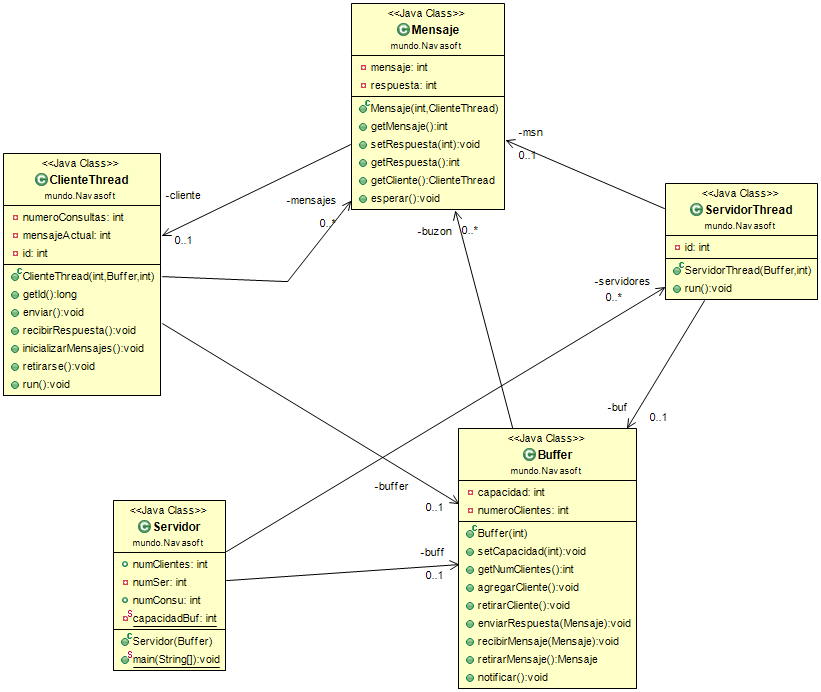 <<Java Class>>
Mensaje
mundo.Navasoft
mensaje: int
respuesta: int
Mensaje(int,ClienteThread)
getMensaje():int
setRespuesta(int):void
getRespuesta():int
getCliente():ClienteThread
esperar():void
-msn
0..1
<<Java Class>>
ClienteThread
mundo.Navasoft
numeroConsultas: int
mensajeActual: int
id: int
ClienteThread(int,Buffer,int)
getId():long
enviar():void
recibirRespuesta():void
inicializarMensajes():void
retirarse():void
run():void
-cliente
0..1
-mensajes
0..*
-buzon
0..*
<<Java Class>>
ServidorThread
mundo.Navasoft
id: int
ServidorThread(Buffer,int)
run():void
-servidores
0..*
-buf
0..1
<<Java Class>>
Buffer
mundo.Navasoft
capacidad: int
numeroClientes: int
Buffer(int)
setCapacidad(int):void
getNumClientes():int
agregarCliente():void
retirarCliente():void
enviarRespuesta(Mensaje):void
recibirMensaje(Mensaje):void
retirarMensaje():Mensaje
notificar():void
-buffer
0..1
-buff
0..1
<<Java Class>>
Servidor
mundo.Navasoft
numClientes: int
numSer: int
numConsu: int
capacidadBuf: int
Servidor(Buffer)
main(String[]):void